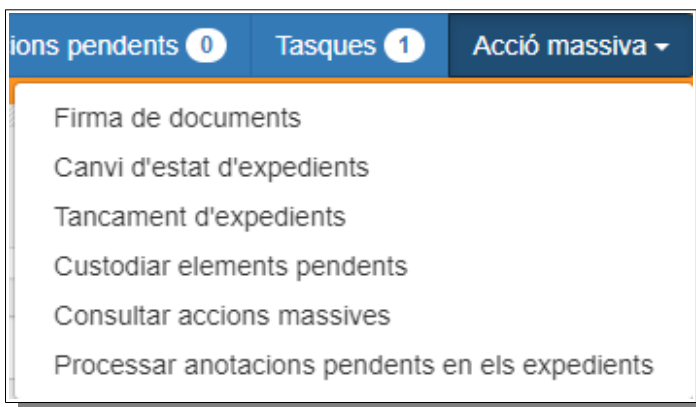 ions pendents 0 Tasques 1 Acció massiva
Firma de documents
Canvi d'estat d'expedients
Tancament d'expedients
Custodiar elements pendents
Consultar accions massives
Processar anotacions pendents en els expedients